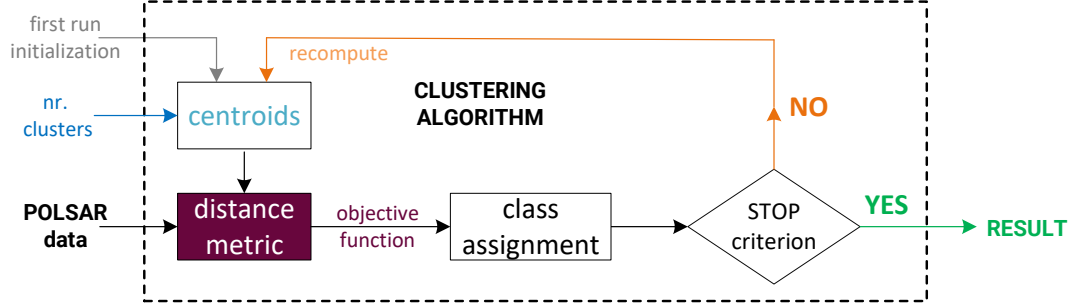 first run
initialization
recompute
nr.
clusters
centroids
CLUSTERING
ALGORITHM
NO
POLSAR
data
distance
metric
objective
function
class
assignment
STOP
criterion
YES
RESULT